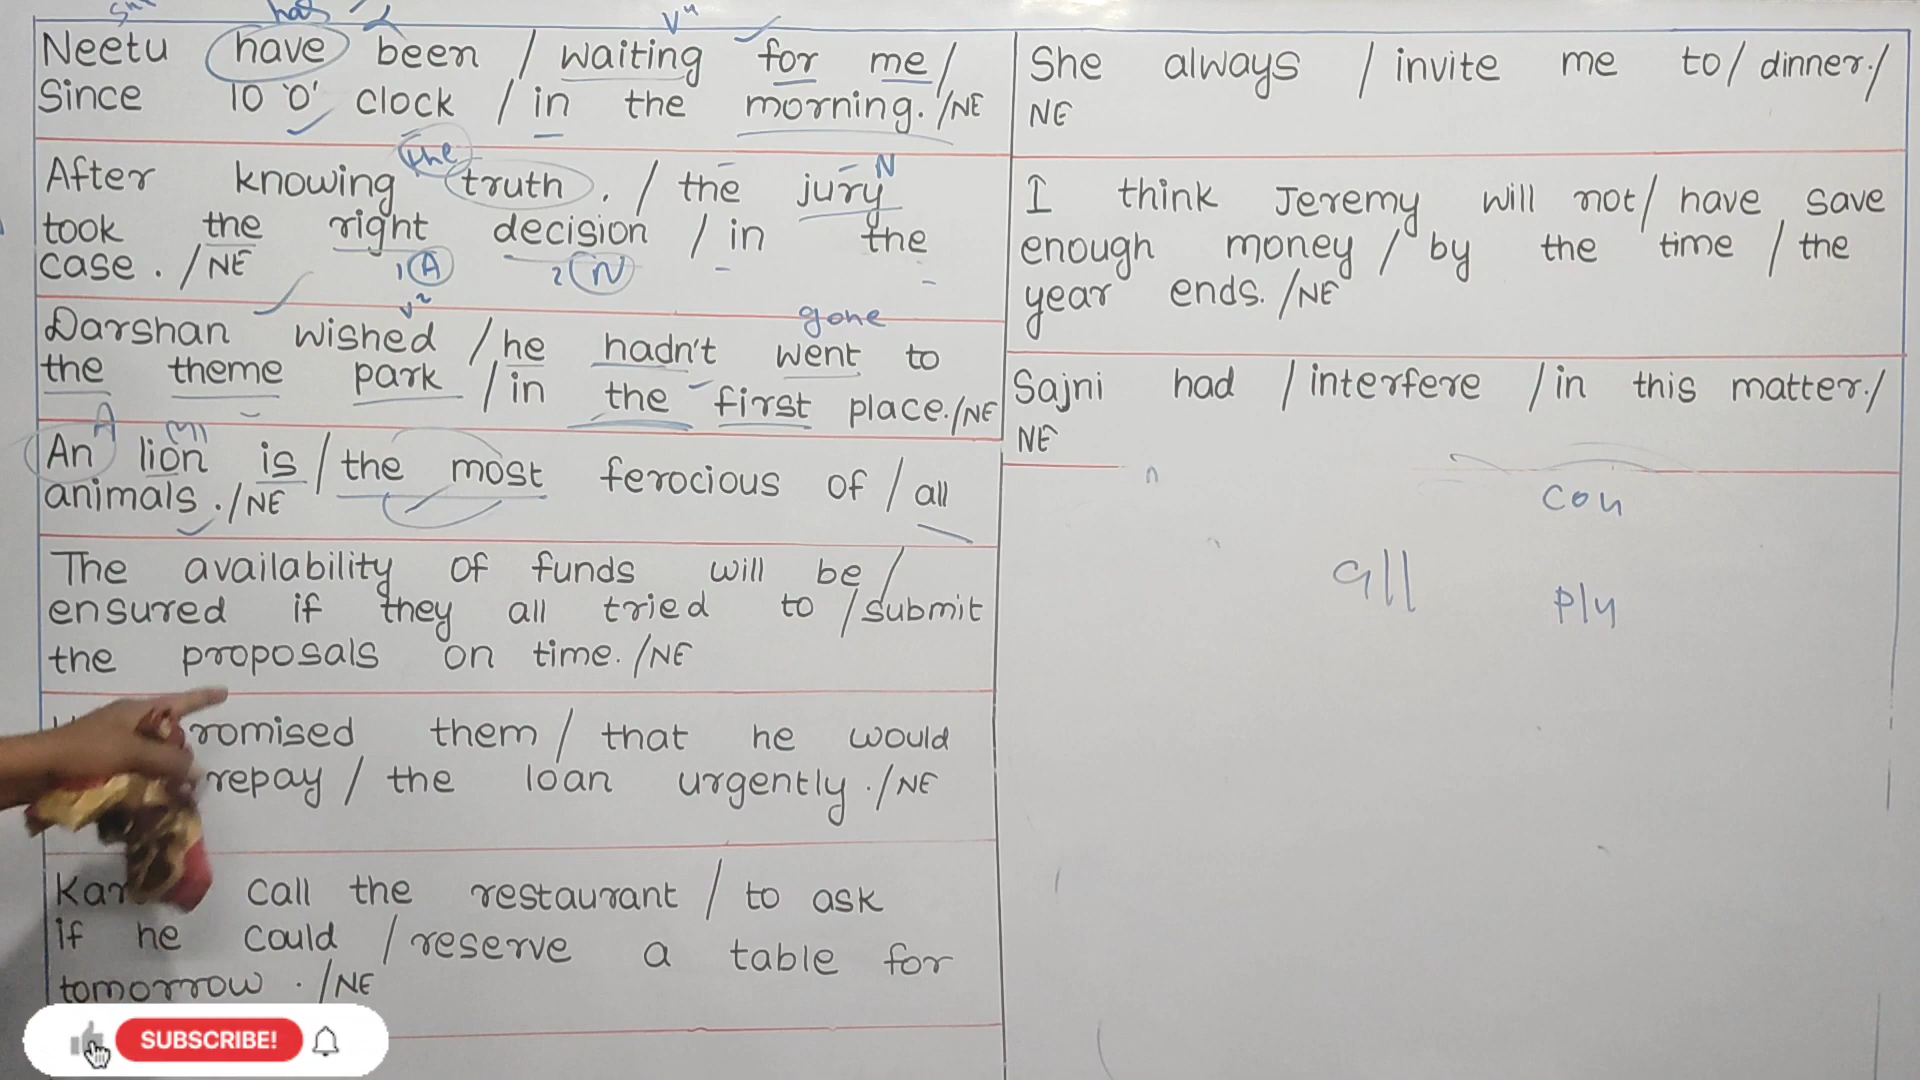 has
Neetu have been / waiting for me/
Since 10 'O' clock / in the morning. /NE
the
After knowing truth . / the jury
took the right decision / in the
case . /NE
gone
Darshan wished / he hadn't went to
the theme park / in the first place./NE
A
An lion is / the most ferocious of / all
animals . /NE
The availability of funds will be /
ensured if they all tried to / submit
the proposals on time. /NE
romised them / that he would
repay / the loan urgently . /NE
Kar call the restaurant / to ask
if he could / reserve a table for
tomorrow . /NE
She always / invite me to / dinner. /
NE
I think Jeremy will not / have save
enough money / by the time / the
year ends. /NE
Sajni had / interfere / in this matter. /
NE
con
all
plu
SUBSCRIBE!